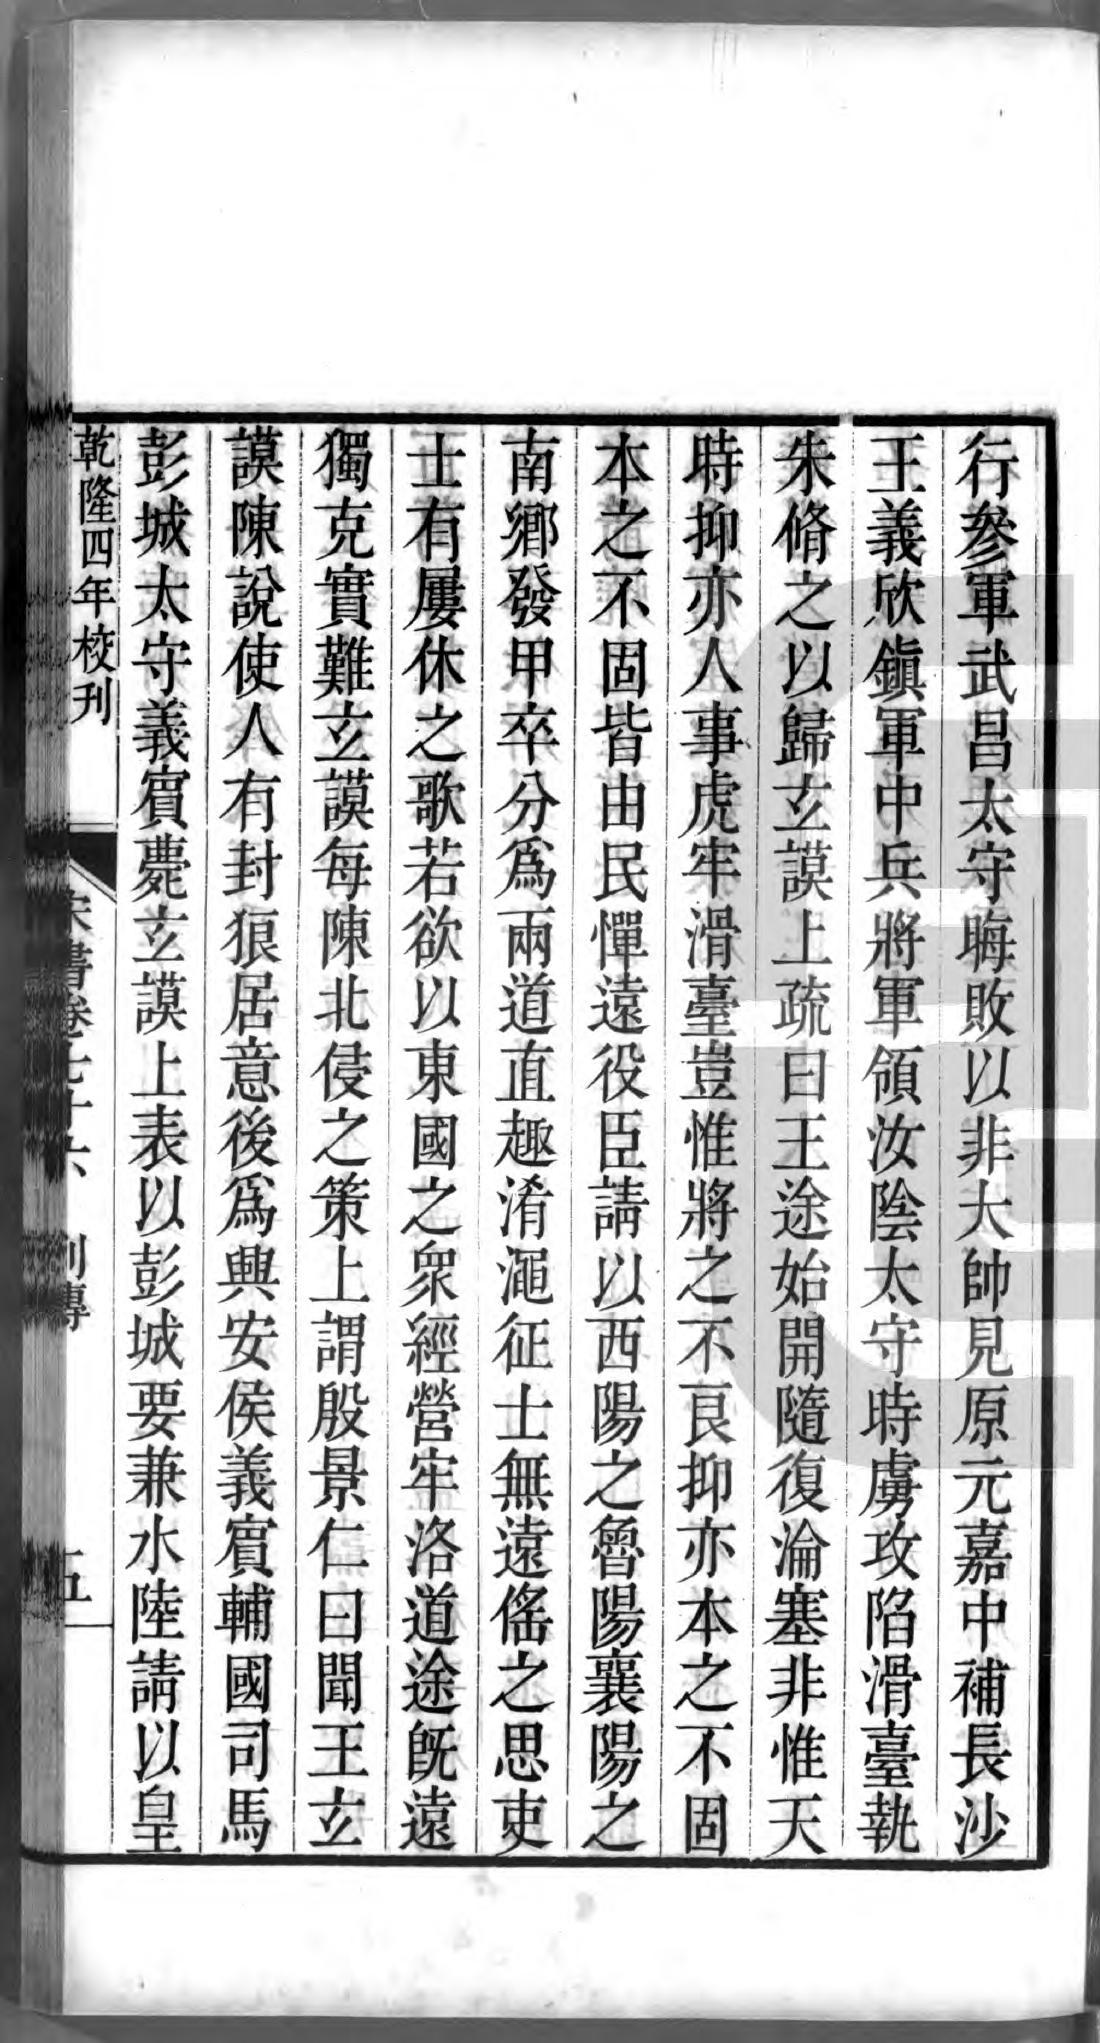 行參軍武昌太守晦敗以非大帥見原元嘉中補長沙
王義欣鎭軍中兵將軍領汝陰太守時虜攻陷滑臺執
朱脩之以歸玄謨上疏曰王途始開隨復淪塞非惟天
時抑亦人事虎牢滑臺豈惟將之不良抑亦本之不固
本之不固皆由民憚遠役臣請以西陽之魯陽襄陽之
南鄉發甲卒分爲兩道直趣淆澠征士無遠傜之思吏
士有屢休之歌若欲以東國之眾經營牢洛道途旣遠
獨克實難玄謨每陳北侵之策上謂殷景仁曰聞王玄
謨陳說使人有封狼居意後爲興安侯義賓輔國司馬
彭城太守義賓薨玄謨上表以彭城要兼水陸請以皇
乾隆四年校刊
宋書卷七十六 列傳
五